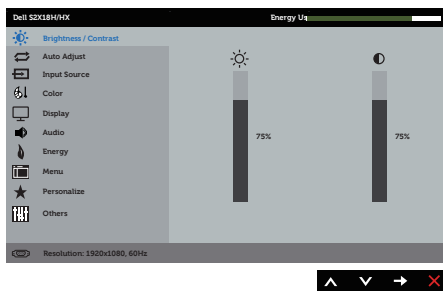 Dell S2X18H/HX
Energy Us
Brightness / Contrast
Auto Adjust
Input Source
Color
Display
Audio
Energy
Menu
Personalize
Others
75%
75%
Resolution: 1920x1080, 60Hz